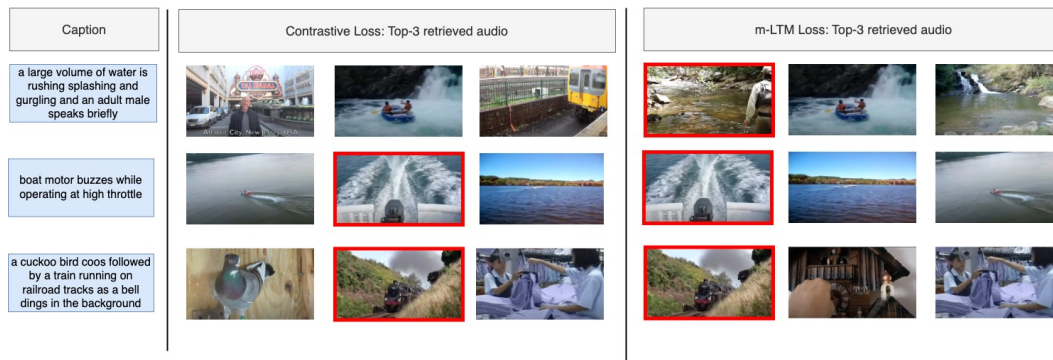 Caption
Contrastive Loss: Top-3 retrieved audio
m-LTM Loss: Top-3 retrieved audio
a large volume of water is
rushing splashing and
gurgling and an adult male
speaks briefly
Atlantic City, New Jersey, USA
boat motor buzzes while
operating at high throttle
a cuckoo bird coos followed
by a train running on
railroad tracks as a bell
dings in the background